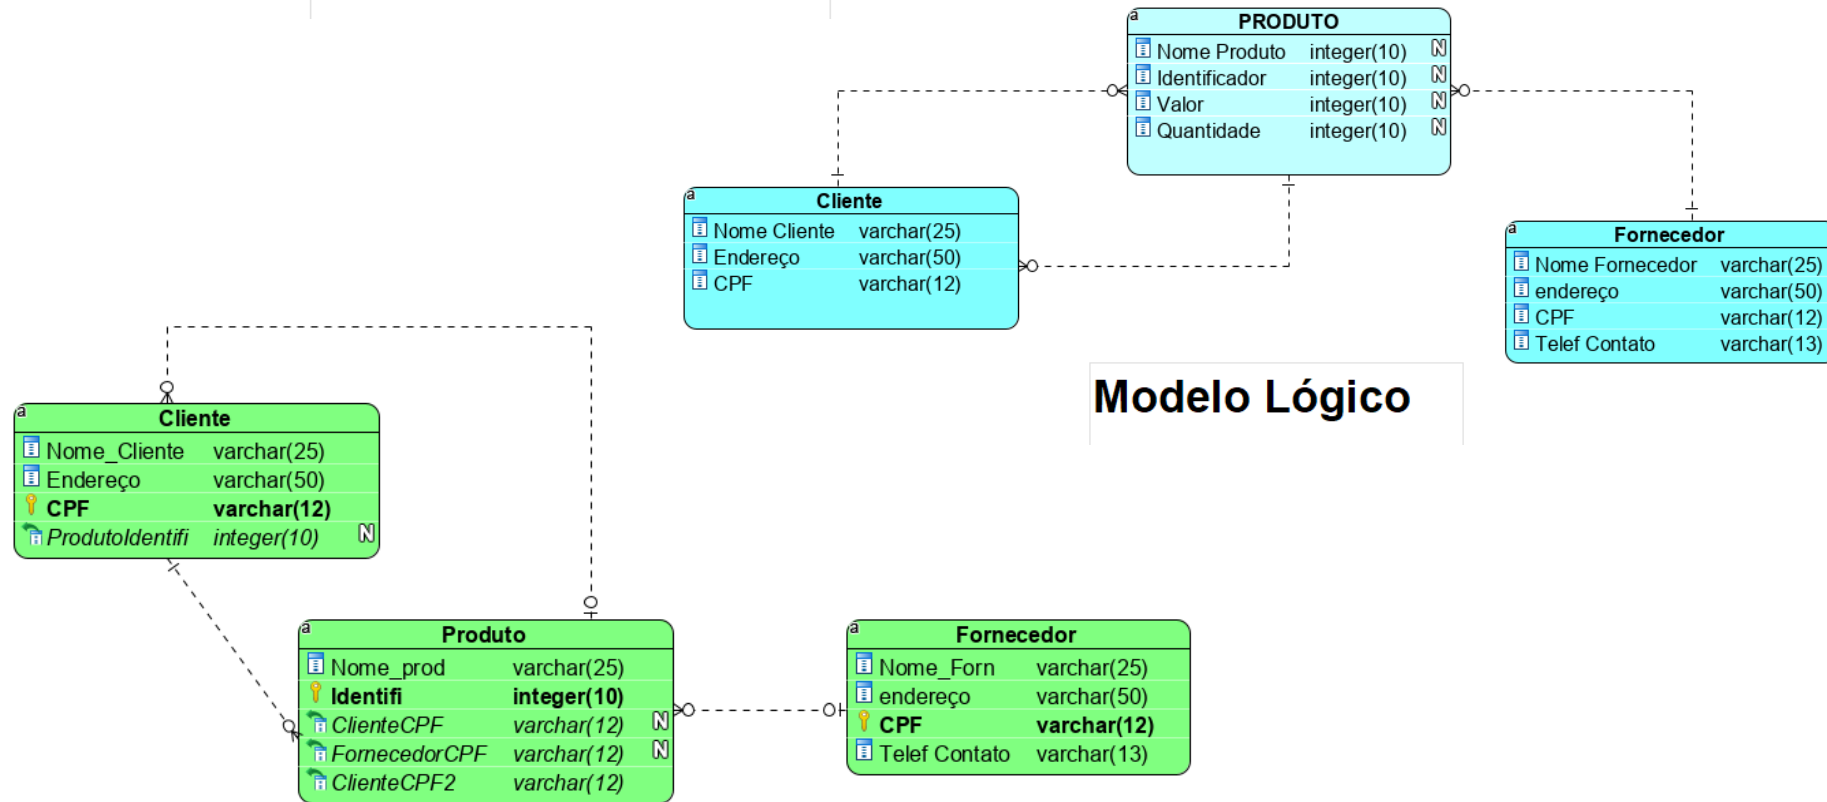 a
PRODUTO
Nome Produto integer(10) N
Identificador integer(10) N
Valor integer(10) N
Quantidade integer(10) N
a
Cliente
Nome Cliente varchar(25)
Endereço varchar(50)
CPF varchar(12)
a
Fornecedor
Nome Fornecedor varchar(25)
endereço varchar(50)
CPF varchar(12)
Telef Contato varchar(13)
Modelo Lógico
a
Cliente
Nome_Cliente varchar(25)
Endereço varchar(50)
CPF varchar(12)
ProdutoIdentifi integer(10) N
a
Produto
Nome_prod varchar(25)
Identifi integer(10)
ClienteCPF varchar(12) N
FornecedorCPF varchar(12) N
ClienteCPF2 varchar(12)
a
Fornecedor
Nome_Forn varchar(25)
endereço varchar(50)
CPF varchar(12)
Telef Contato varchar(13)